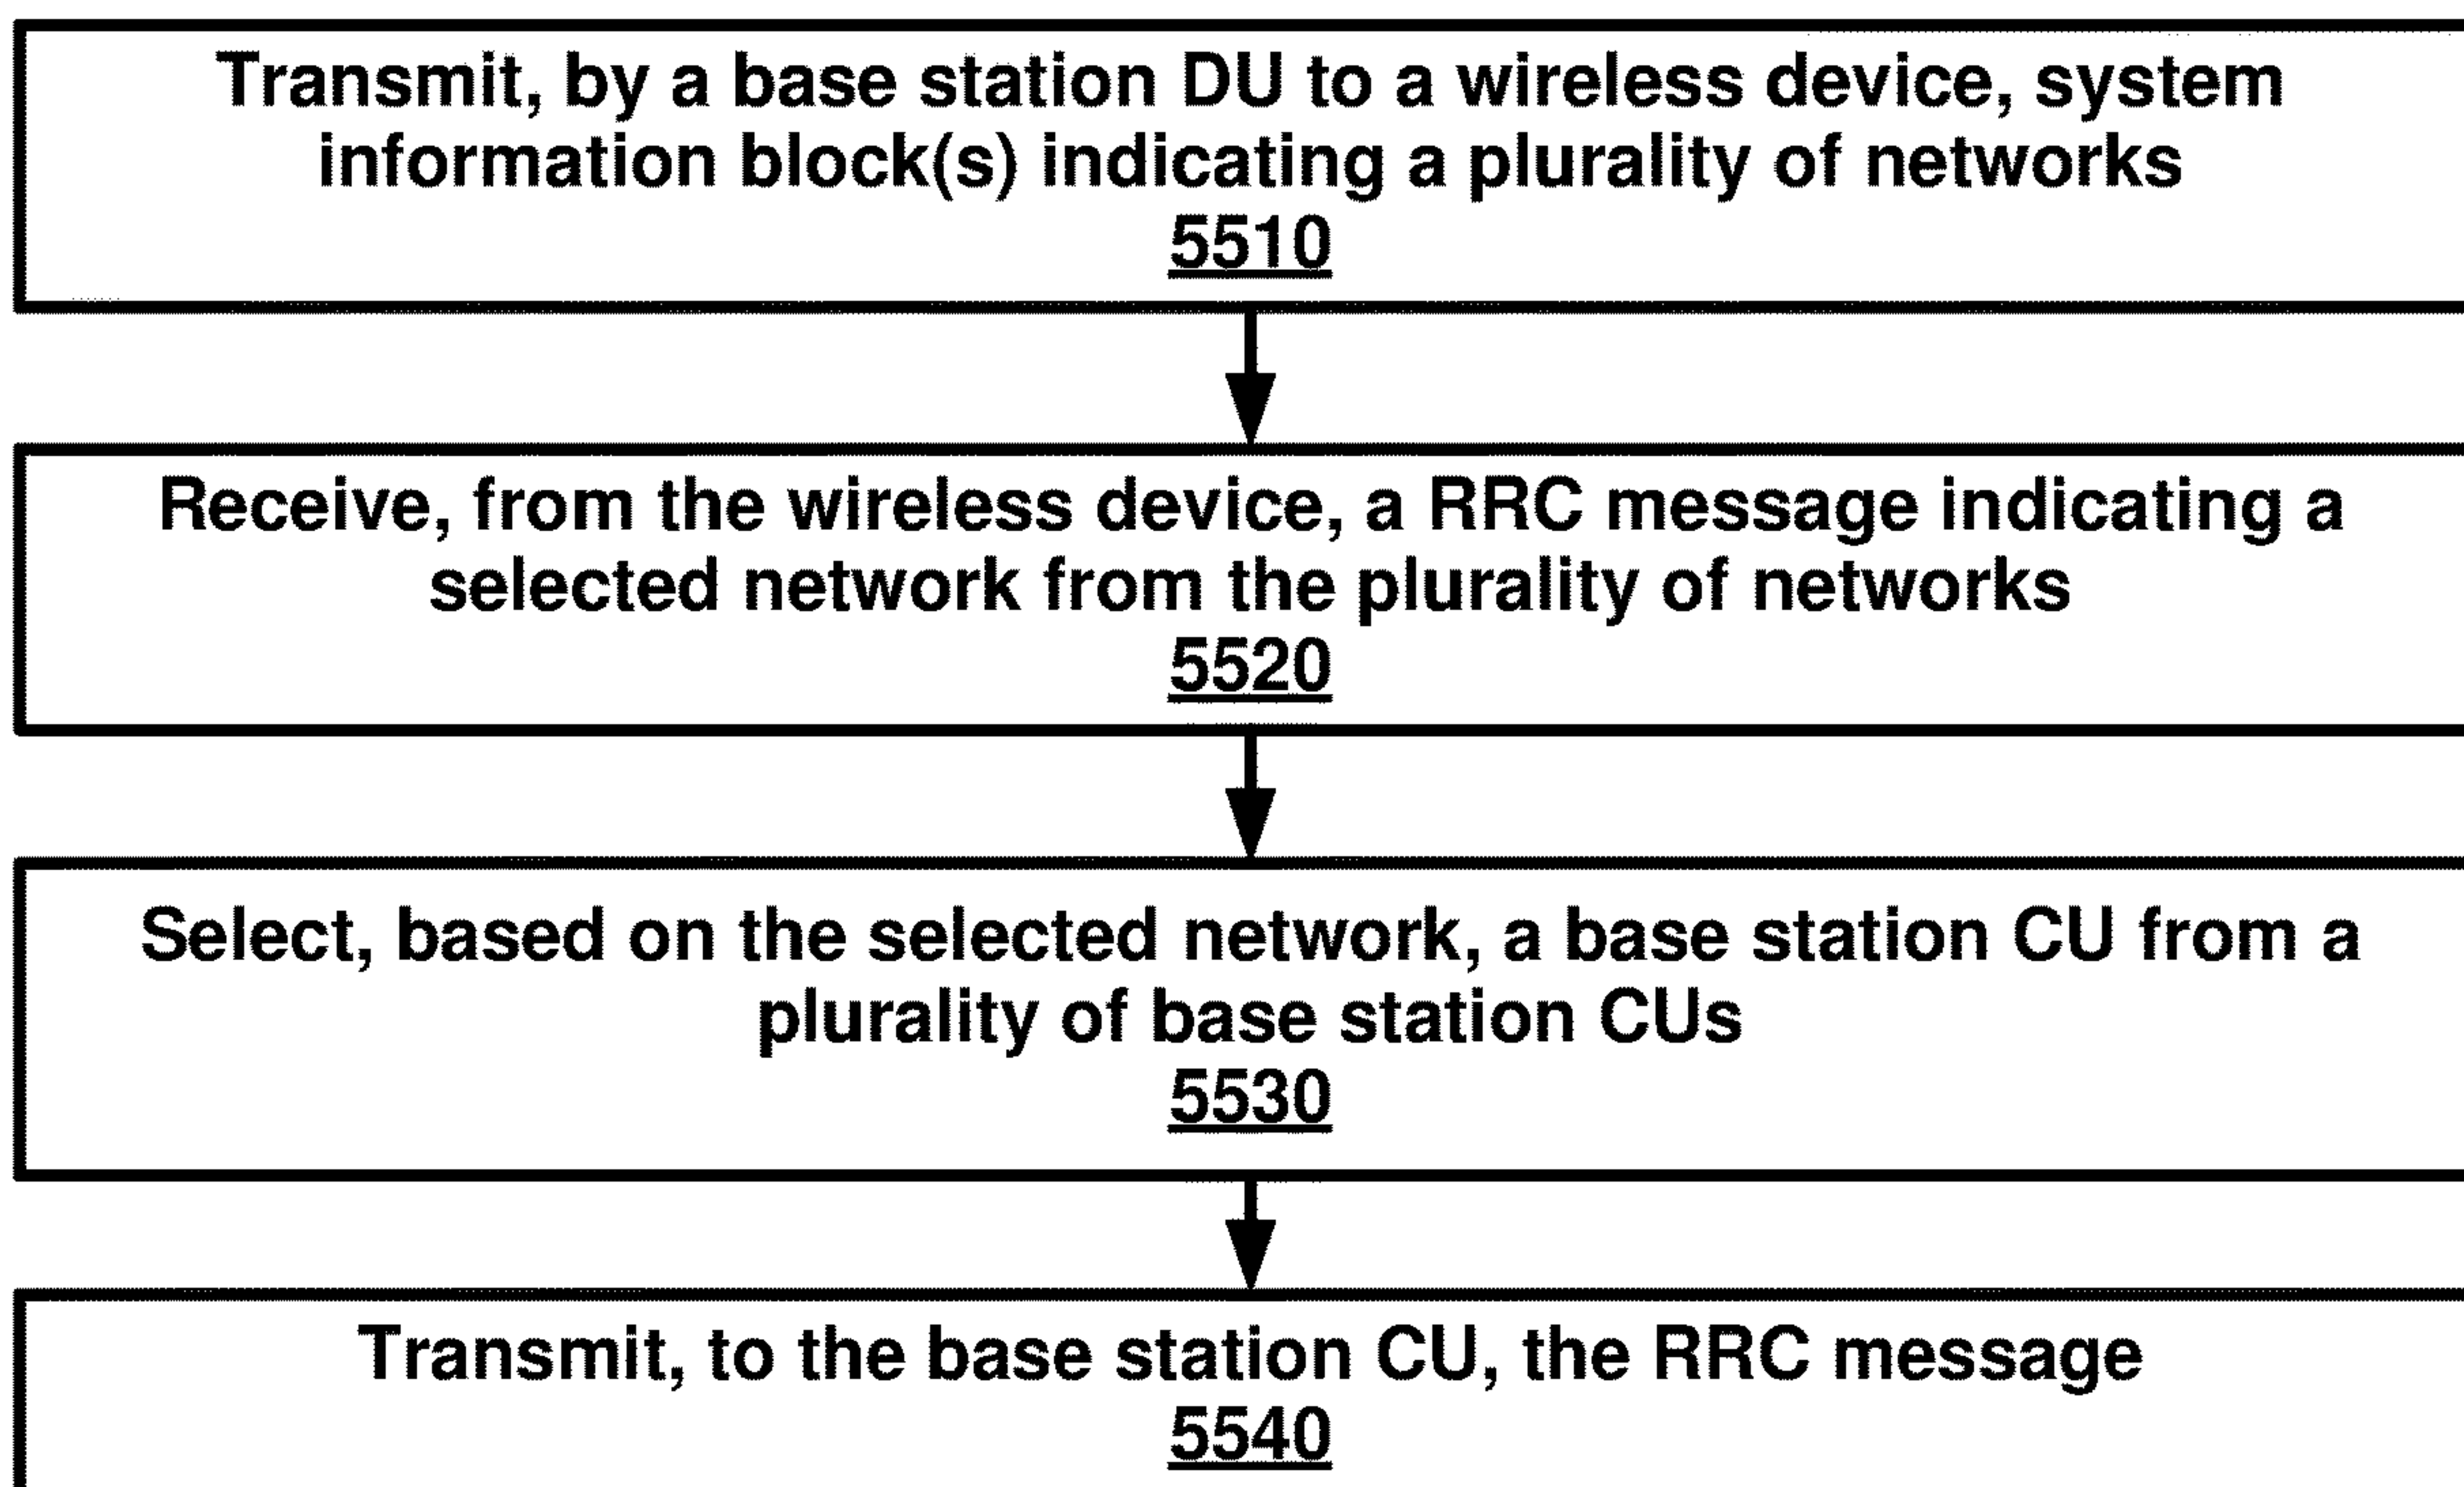 Transmit, by a base station DU to a wireless device, system
information block(s) indicating a plurality of networks
5510
Receive, from the wireless device, a RRC message indicating a
selected network from the plurality of networks
5520
Select, based on the selected network, a base station CU from a
plurality of base station CUs
5530
Transmit, to the base station CU, the RRC message
5540